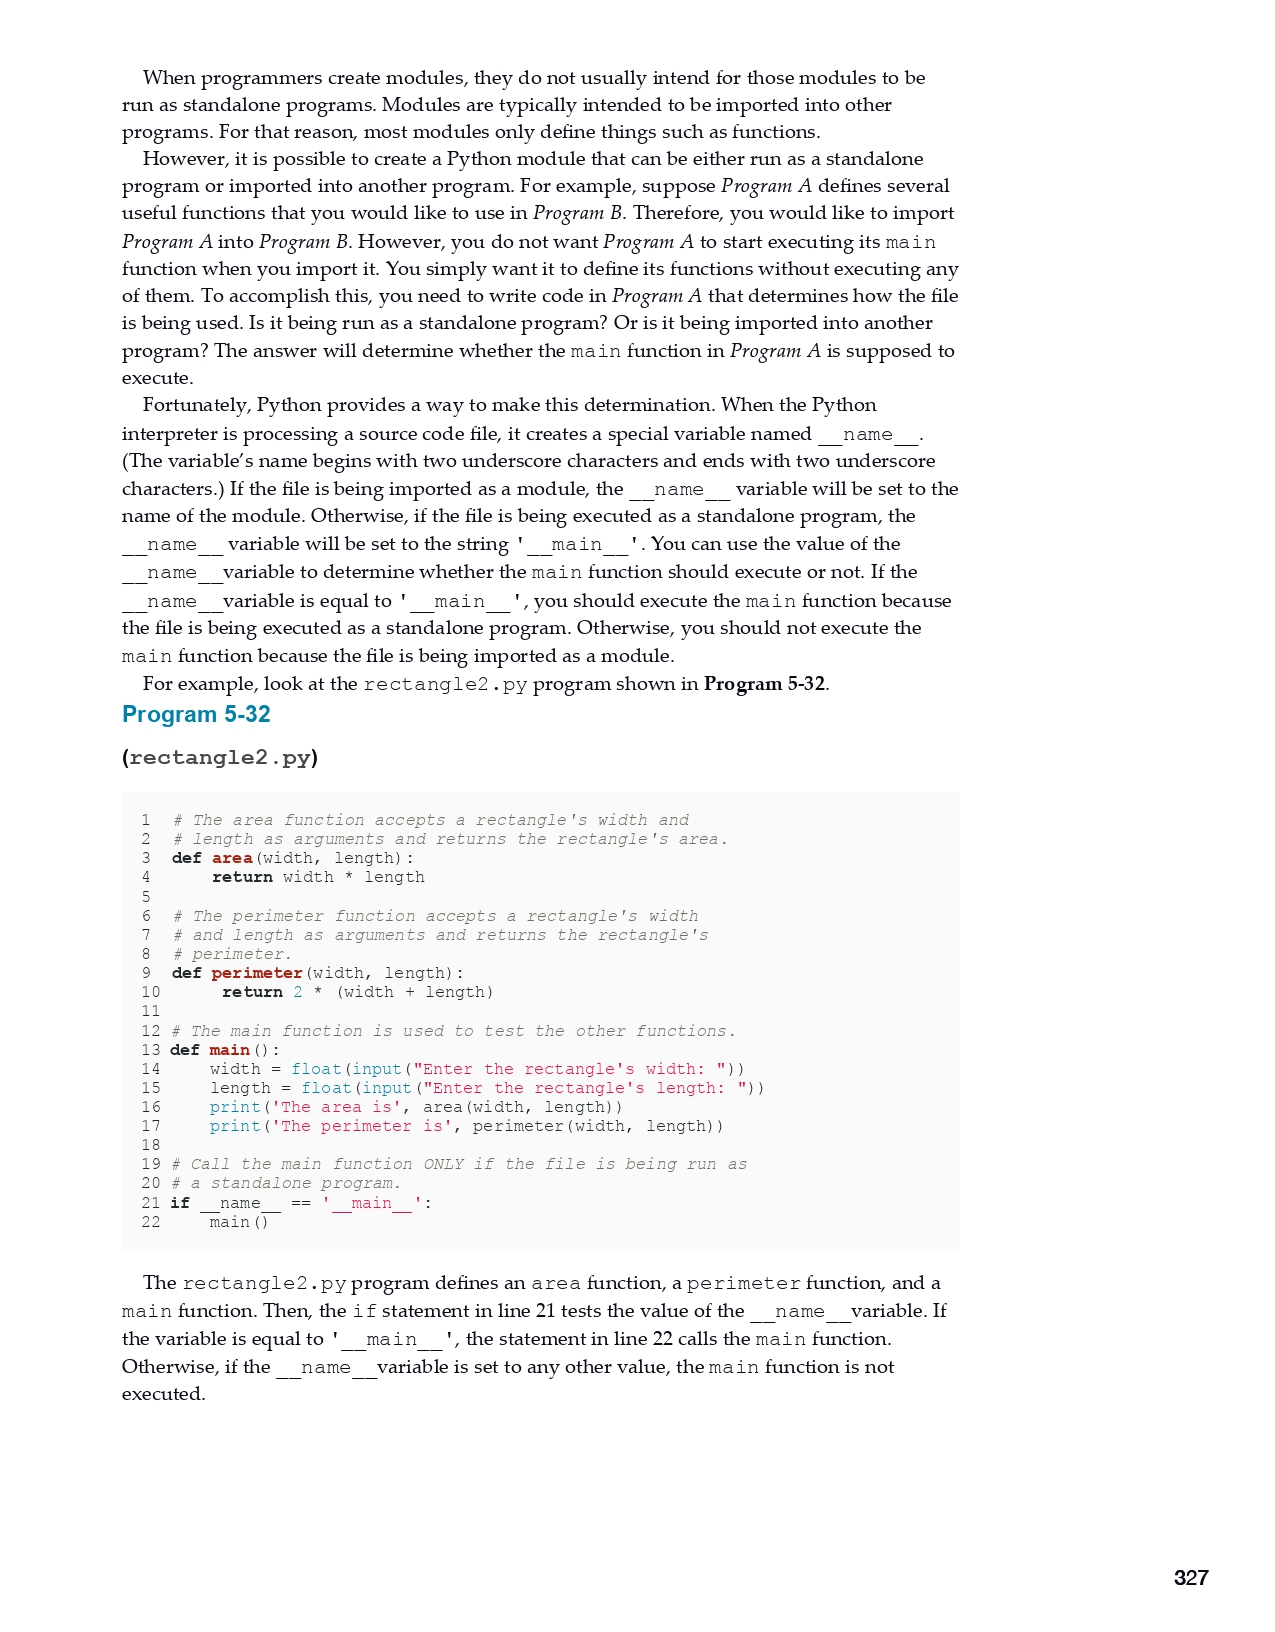 When programmers create modules, they do not usually intend for those modules to be
run as standalone programs. Modules are typically intended to be imported into other
programs. For that reason, most modules only define things such as functions.
However, it is possible to create a Python module that can be either run as a standalone
program or imported into another program. For example, suppose Program A defines several
useful functions that you would like to use in Program B. Therefore, you would like to import
Program A into Program B. However, you do not want Program A to start executing its main
function when you import it. You simply want it to define its functions without executing any
of them. To accomplish this, you need to write code in Program A that determines how the file
is being used. Is it being run as a standalone program? Or is it being imported into another
program? The answer will determine whether the main function in Program A is supposed to
execute.
Fortunately, Python provides a way to make this determination. When the Python
interpreter is processing a source code file, it creates a special variable named __name__.
(The variable’s name begins with two underscore characters and ends with two underscore
characters.) If the file is being imported as a module, the __name__ variable will be set to the
name of the module. Otherwise, if the file is being executed as a standalone program, the
__name__ variable will be set to the string '__main__'. You can use the value of the
__name__variable to determine whether the main function should execute or not. If the
__name__variable is equal to '__main__', you should execute the main function because
the file is being executed as a standalone program. Otherwise, you should not execute the
main function because the file is being imported as a module.
For example, look at the rectangle2.py program shown in Program 5-32.
Program 5-32
(rectangle2.py)
1 # The area function accepts a rectangle's width and
2 # length as arguments and returns the rectangle's area.
3 def area(width, length):
4     return width * length
5
6 # The perimeter function accepts a rectangle's width
7 # and length as arguments and returns the rectangle's
8 # perimeter.
9 def perimeter(width, length):
10     return 2 * (width + length)
11
12 # The main function is used to test the other functions.
13 def main():
14     width = float(input("Enter the rectangle's width: "))
15     length = float(input("Enter the rectangle's length: "))
16     print('The area is', area(width, length))
17     print('The perimeter is', perimeter(width, length))
18
19 # Call the main function ONLY if the file is being run as
20 # a standalone program.
21 if __name__ == '__main__':
22     main()
The rectangle2.py program defines an area function, a perimeter function, and a
main function. Then, the if statement in line 21 tests the value of the __name__variable. If
the variable is equal to '__main__', the statement in line 22 calls the main function.
Otherwise, if the __name__variable is set to any other value, the main function is not
executed.
327